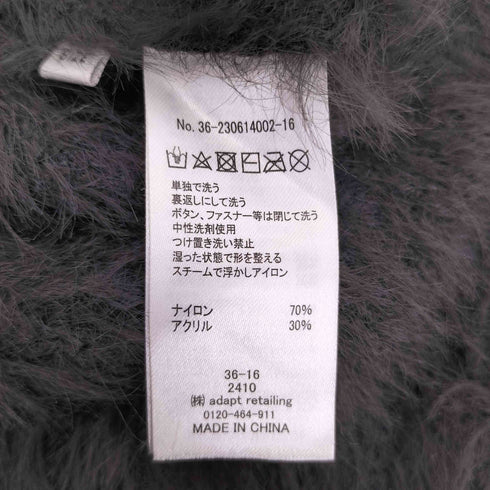 No. 36-230614002-16
単独で洗う
裏返しにして洗う
ボタン、ファスナー等は閉じて洗う
中性洗剤使用
つけ置き洗い禁止
湿った状態で形を整える
スチームで浮かしアイロン
ナイロン 70%
アクリル 30%
36-16
2410
㈱ adapt retailing
0120-464-911
MADE IN CHINA